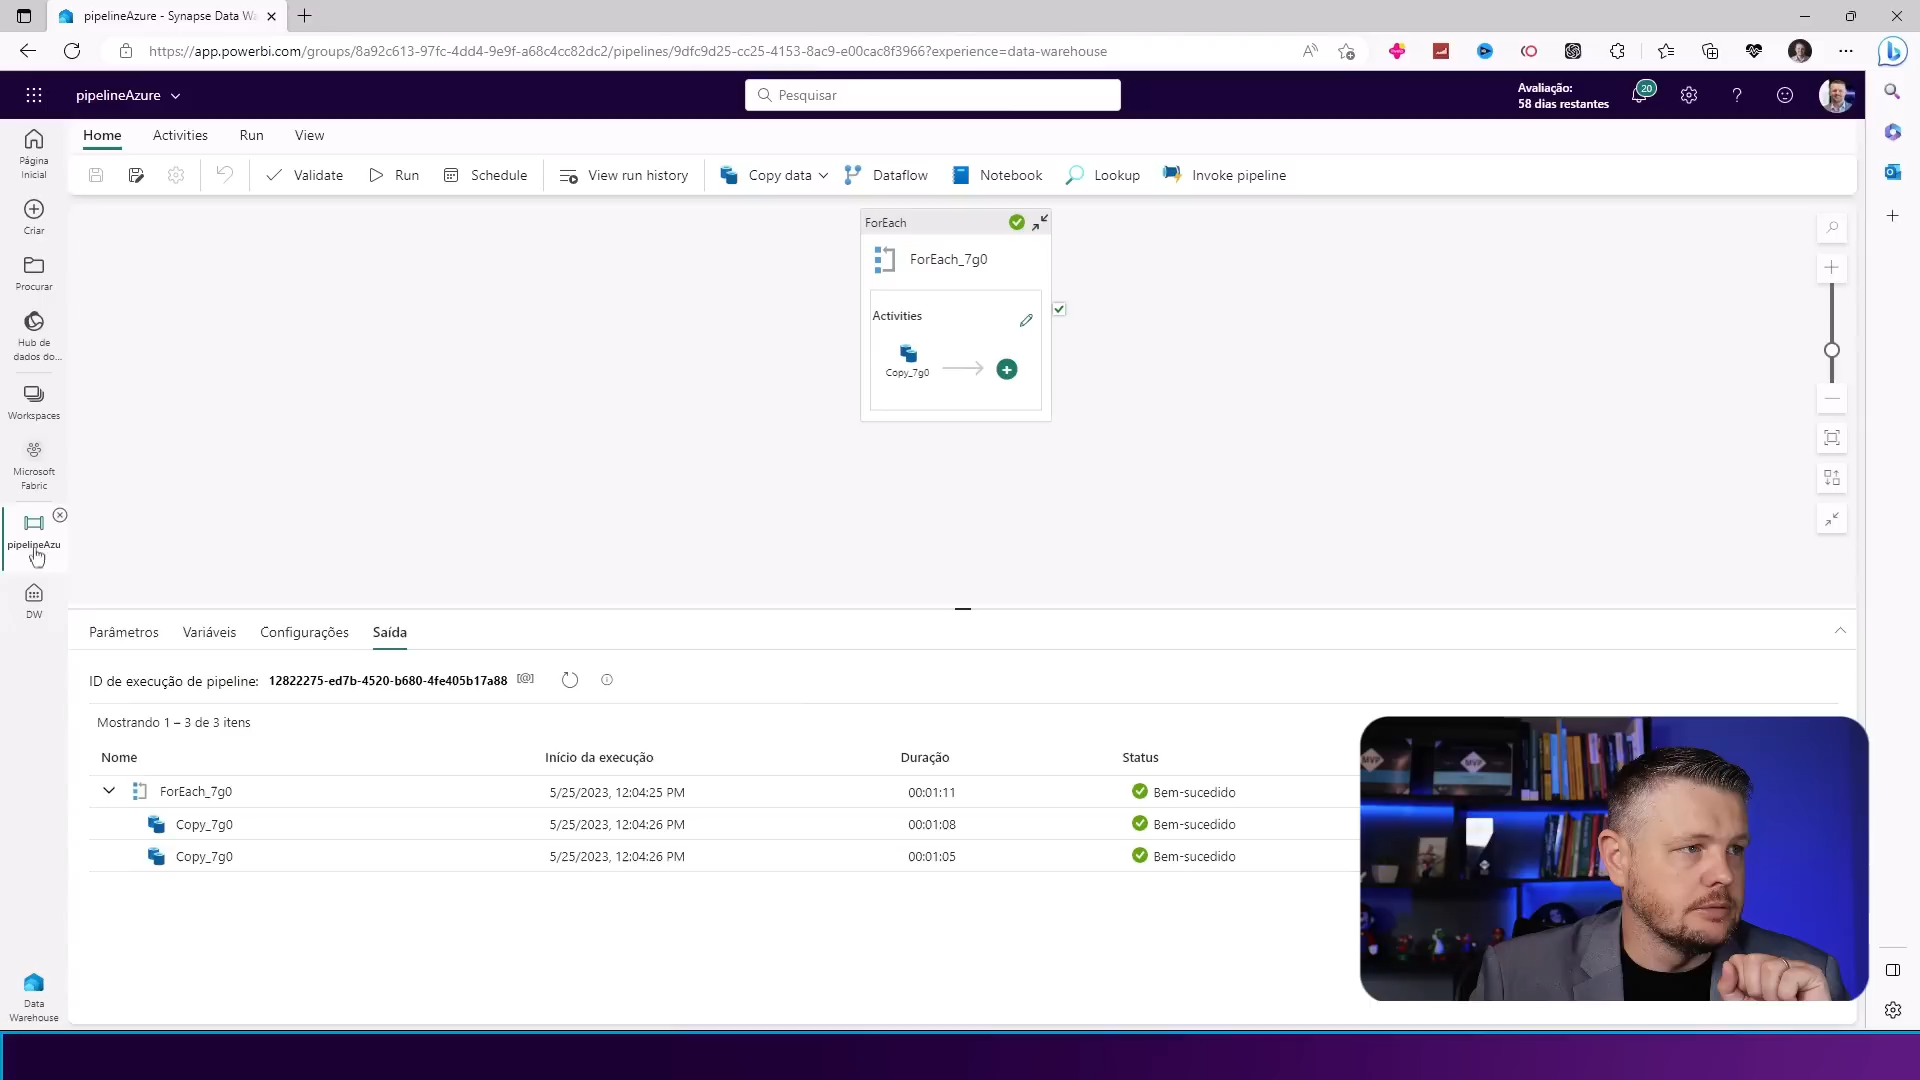 pipelineAzure - Synapse Data Wa
https://app.powerbi.com/groups/8a92c613-97fc-4dd4-9e9f-a68c4cc82dc2/pipelines/9dfc9d25-cc25-4153-8ac9-e00cac8f3966?experience=data-warehouse
pipelineAzure
Pesquisar
Avaliação:
58 dias restantes
20
Home
Activities
Run
View
Validate
Run
Schedule
View run history
Copy data
Dataflow
Notebook
Lookup
Invoke pipeline
Página
Inicial
Criar
Procurar
Hub de
dados do...
Workspaces
Microsoft
Fabric
pipelineAzu
DW
Data
Warehouse
ForEach
ForEach_7g0
Activities
Copy_7g0
Parâmetros
Variáveis
Configurações
Saída
ID de execução de pipeline: 12822275-ed7b-4520-b680-4fe405b17a88
Mostrando 1 – 3 de 3 itens
Nome Início da execução Duração Status
ForEach_7g0 5/25/2023, 12:04:25 PM 00:01:11 Bem-sucedido
Copy_7g0 5/25/2023, 12:04:26 PM 00:01:08 Bem-sucedido
Copy_7g0 5/25/2023, 12:04:26 PM 00:01:05 Bem-sucedido
MVP
MVP